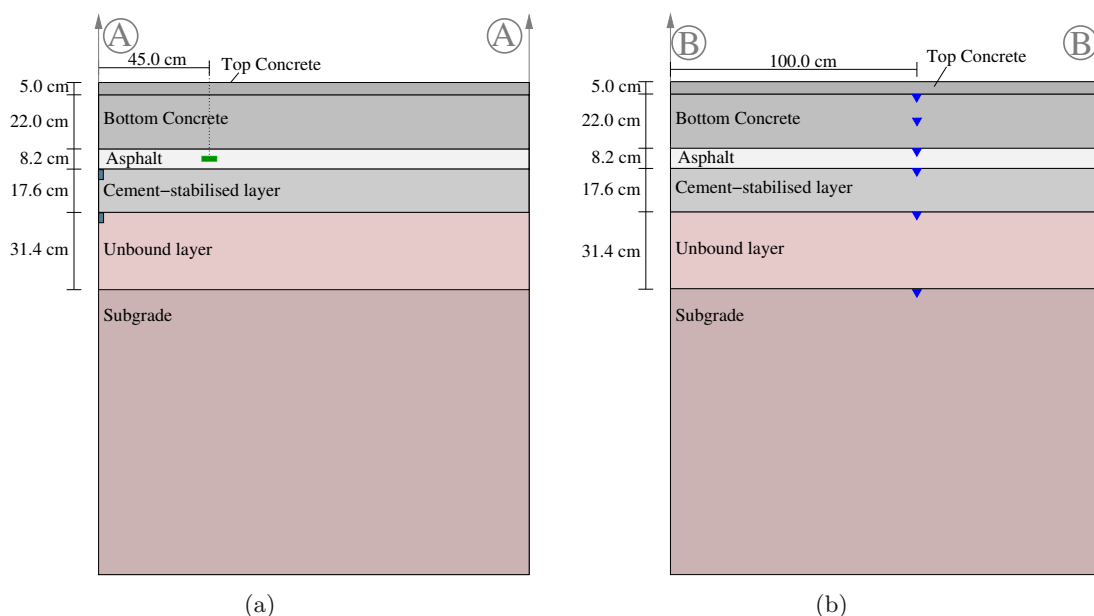 A A
45.0 cm
Top Concrete
5.0 cm
22.0 cm Bottom Concrete
8.2 cm Asphalt
17.6 cm Cement−stabilised layer
31.4 cm Unbound layer
Subgrade
(a)
B B
100.0 cm
Top Concrete
5.0 cm
22.0 cm Bottom Concrete
8.2 cm Asphalt
17.6 cm Cement−stabilised layer
31.4 cm Unbound layer
Subgrade
(b)